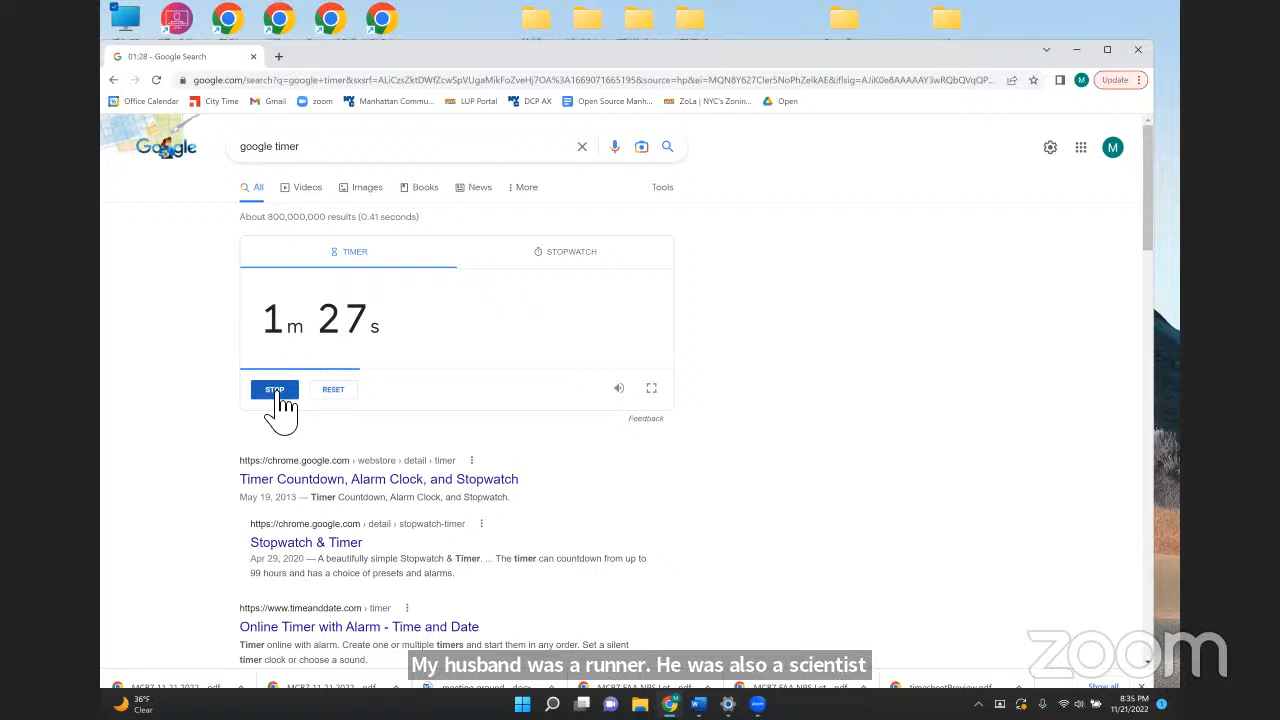 01:28 - Google Search
Update
Office Calendar
City Time
Gmail
zoom
Manhattan Commu...
LUP Portal
DCP AX
Open Source Manh...
ZoLa | NYC's Zonin...
Open
Google
google timer
M
All
Videos
Images
Books
News
More
Tools
About 800,000,000 results (0.41 seconds)
TIMER
STOPWATCH
1m 27s
STOP
RESET
Feedback
https://chrome.google.com › webstore › detail › timer
Timer Countdown, Alarm Clock, and Stopwatch
May 19, 2013 — Timer Countdown, Alarm Clock, and Stopwatch.
https://chrome.google.com › detail › stopwatch-timer
Stopwatch & Timer
Apr 29, 2020 — A beautifully simple Stopwatch & Timer. ... The timer can countdown from up to
99 hours and has a choice of presets and alarms.
https://www.timeanddate.com › timer
Online Timer with Alarm - Time and Date
Timer online with alarm. Create one or multiple timers and start them in any order. Set a silent
timer clock or choose a sound.
My husband was a runner. He was also a scientist
zoom
Show all
36°F
Clear
8:35 PM
11/21/2022